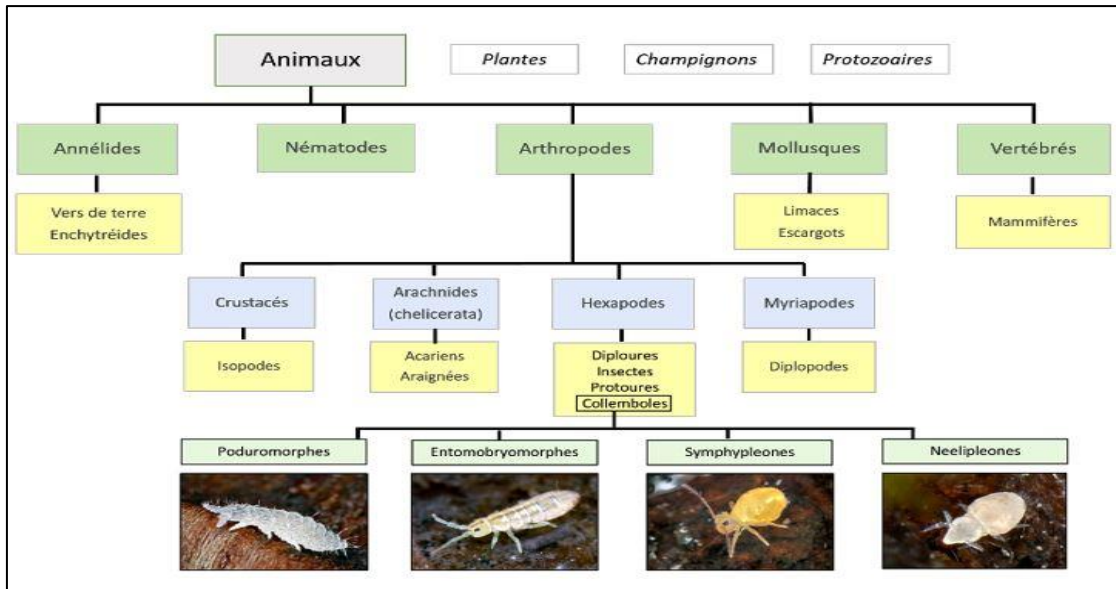 Animaux
Plantes
Champignons
Protozoaires
Annélides
Nématodes
Arthropodes
Mollusques
Vertébrés
Vers de terre
Enchytréides
Limaces
Escargots
Mammifères
Crustacés
Arachnides
(chelicerata)
Hexapodes
Myriapodes
Isopodes
Acariens
Araignées
Diploures
Insectes
Protoures
Collemboles
Diplopodes
Poduromorphes
Entomobryomorphes
Symphypleones
Neelipleones